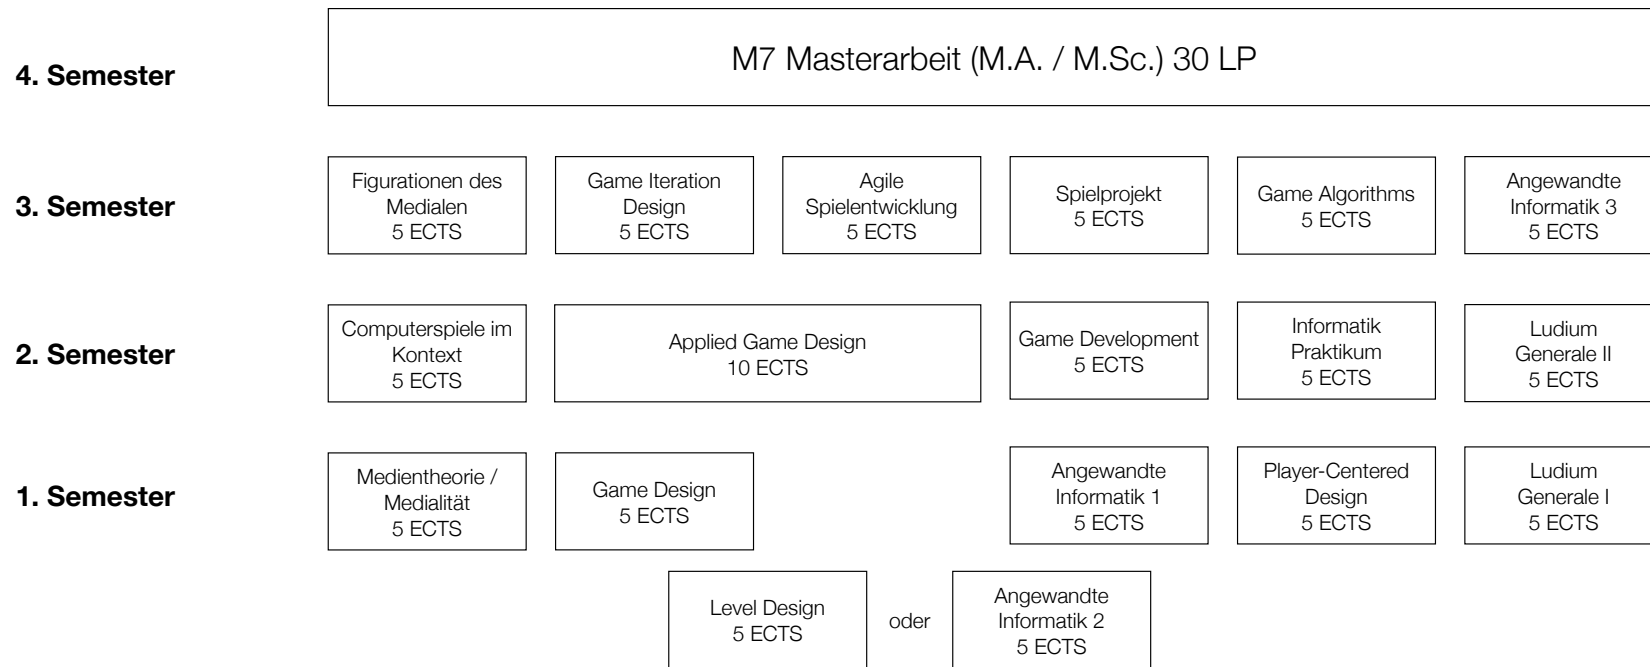 4. Semester
M7 Masterarbeit (M.A. / M.Sc.) 30 LP
3. Semester
Figurationen des
Medialen
5 ECTS
Game Iteration
Design
5 ECTS
Agile
Spielentwicklung
5 ECTS
Spielprojekt
5 ECTS
Game Algorithms
5 ECTS
Angewandte
Informatik 3
5 ECTS
2. Semester
Computerspiele im
Kontext
5 ECTS
Applied Game Design
10 ECTS
Game Development
5 ECTS
Informatik
Praktikum
5 ECTS
Ludium
Generale II
5 ECTS
1. Semester
Medientheorie /
Medialität
5 ECTS
Game Design
5 ECTS
Angewandte
Informatik 1
5 ECTS
Player-Centered
Design
5 ECTS
Ludium
Generale I
5 ECTS
Level Design
5 ECTS
oder
Angewandte
Informatik 2
5 ECTS